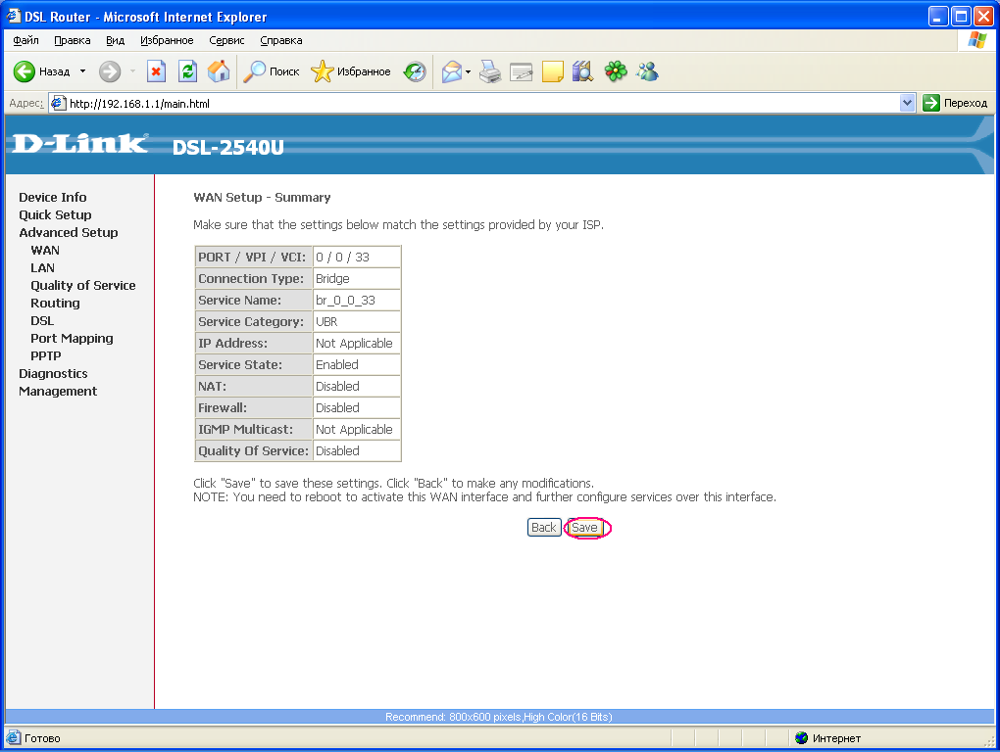 DSL Router - Microsoft Internet Explorer
Файл Правка Вид Избранное Сервис Справка
Назад Поиск Избранное
Адрес: http://192.168.1.1/main.html Переход
D-Link® DSL-2540U
Device Info
Quick Setup
Advanced Setup
WAN
LAN
Quality of Service
Routing
DSL
Port Mapping
PPTP
Diagnostics
Management
WAN Setup - Summary
Make sure that the settings below match the settings provided by your ISP.
PORT / VPI / VCI: 0 / 0 / 33
Connection Type: Bridge
Service Name: br_0_0_33
Service Category: UBR
IP Address: Not Applicable
Service State: Enabled
NAT: Disabled
Firewall: Disabled
IGMP Multicast: Not Applicable
Quality Of Service: Disabled
Click "Save" to save these settings. Click "Back" to make any modifications.
NOTE: You need to reboot to activate this WAN interface and further configure services over this interface.
Back Save
Recommend: 800x600 pixels,High Color(16 Bits)
Готово Интернет